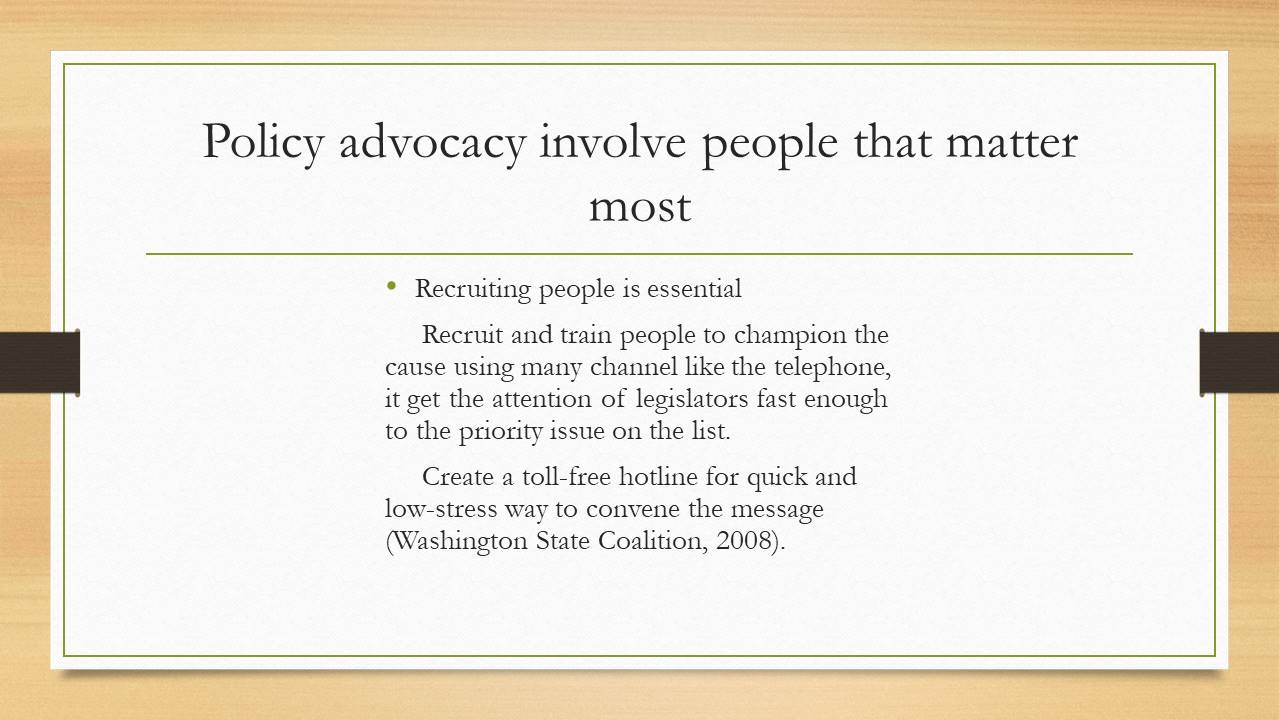 Policy advocacy involve people that matter
most
• Recruiting people is essential
Recruit and train people to champion the
cause using many channel like the telephone,
it get the attention of legislators fast enough
to the priority issue on the list.
Create a toll-free hotline for quick and
low-stress way to convene the message
(Washington State Coalition, 2008).